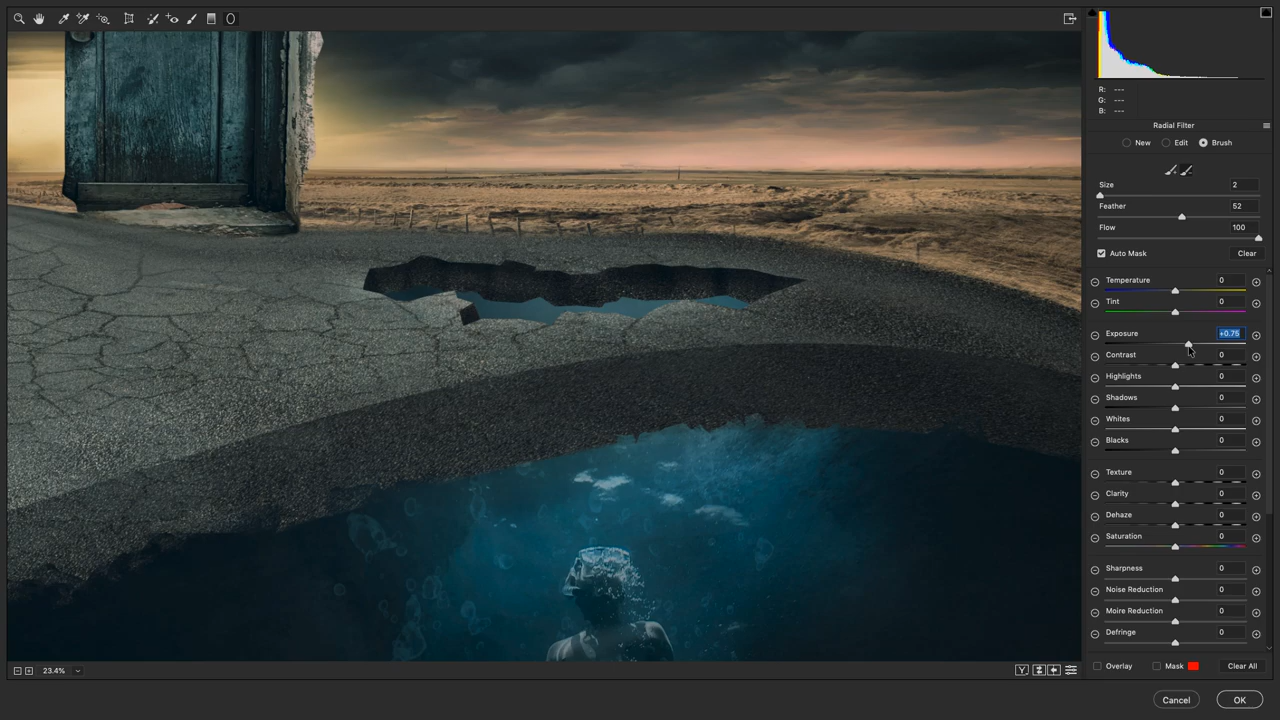 R: ---
G: ---
B: ---
Radial Filter
New Edit Brush
Size 2
Feather 52
Flow 100
Auto Mask Clear
Temperature 0
Tint 0
Exposure +0.75
Contrast 0
Highlights 0
Shadows 0
Whites 0
Blacks 0
Texture 0
Clarity 0
Dehaze 0
Saturation 0
Sharpness 0
Noise Reduction 0
Moire Reduction 0
Defringe 0
23.4% Y Overlay Mask Clear All
Cancel OK